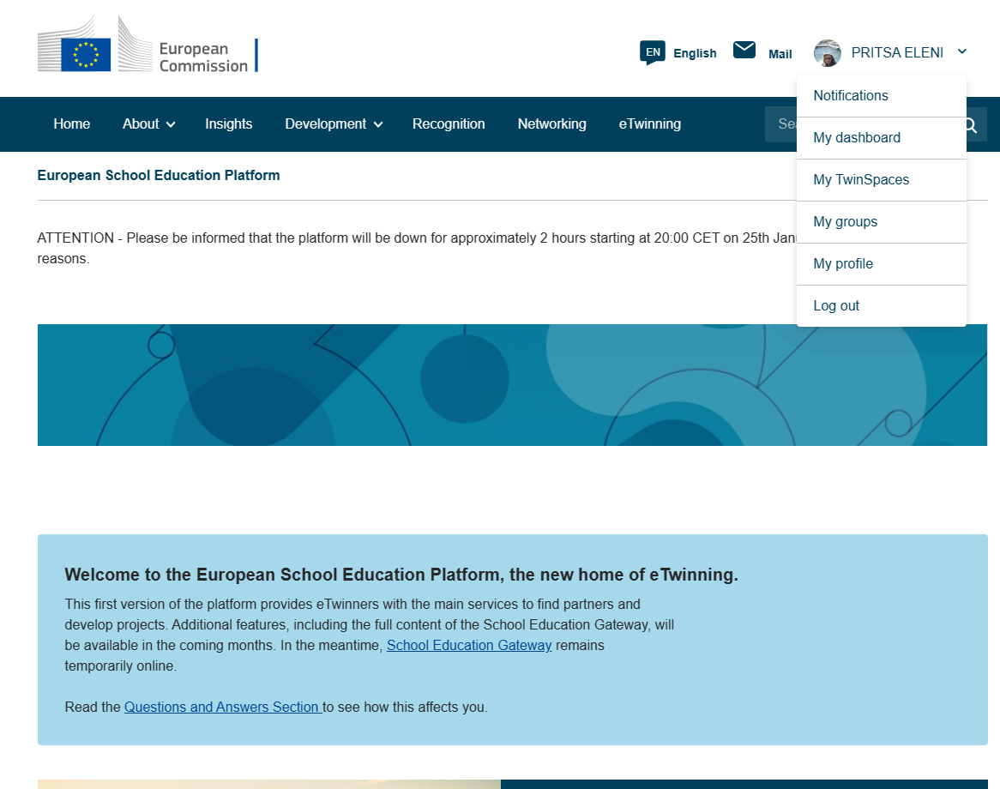 European
Commission
EN English Mail PRITSA ELENI
Notifications
My dashboard
My TwinSpaces
My groups
My profile
Log out
Home About Insights Development Recognition Networking eTwinning
European School Education Platform
ATTENTION - Please be informed that the platform will be down for approximately 2 hours starting at 20:00 CET on 25th
reasons.
Welcome to the European School Education Platform, the new home of eTwinning.
This first version of the platform provides eTwinners with the main services to find partners and
develop projects. Additional features, including the full content of the School Education Gateway, will
be available in the coming months. In the meantime, School Education Gateway remains
temporarily online.
Read the Questions and Answers Section to see how this affects you.